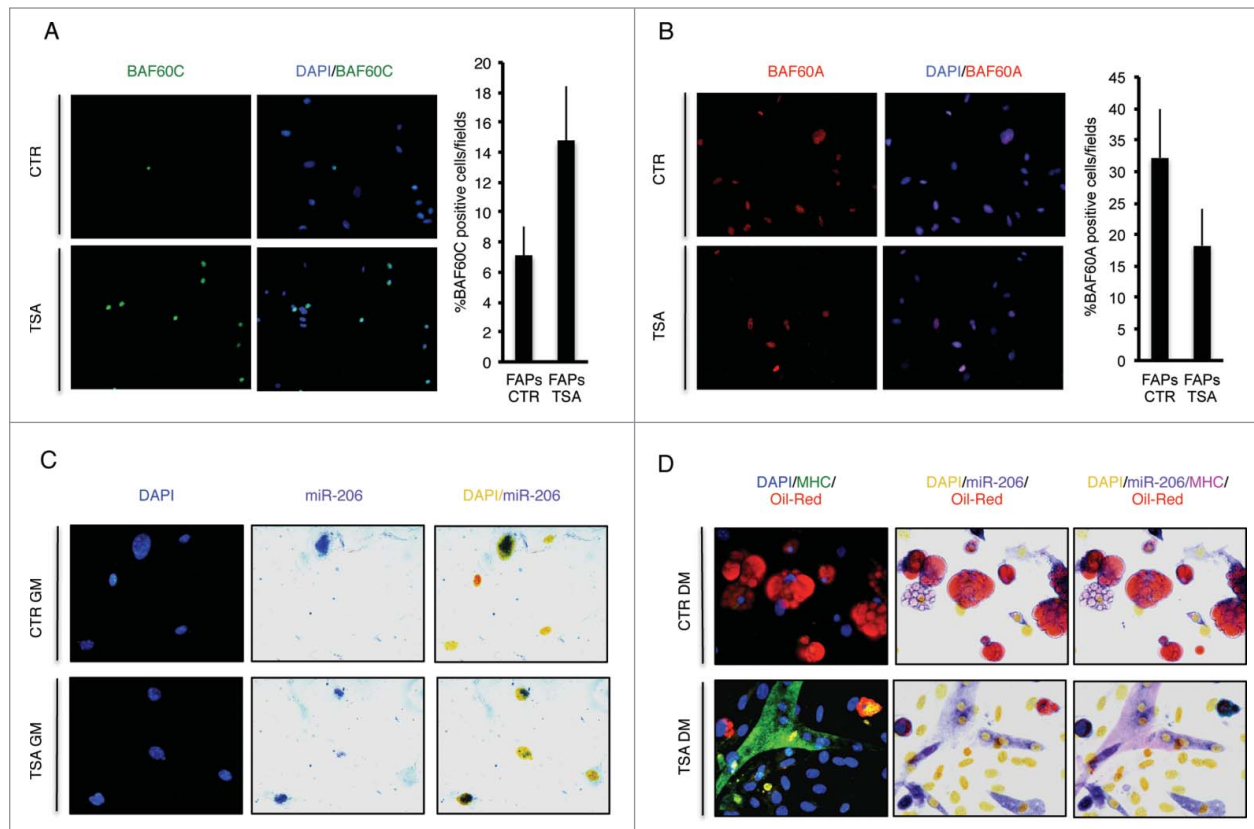 A
BAF60C
DAPI/BAF60C
CTR
TSA
%BAF60C positive cells/fields
20
18
16
14
12
10
8
6
4
2
0
FAPs FAPs
CTR TSA
B
BAF60A
DAPI/BAF60A
CTR
TSA
%BAF60A positive cells/fields
45
40
35
30
25
20
15
10
5
0
FAPs FAPs
CTR TSA
C
DAPI
miR-206
DAPI/miR-206
CTR GM
TSA GM
D
DAPI/MHC/
Oil-Red
DAPI/miR-206/
Oil-Red
DAPI/miR-206/MHC/
Oil-Red
CTR DM
TSA DM